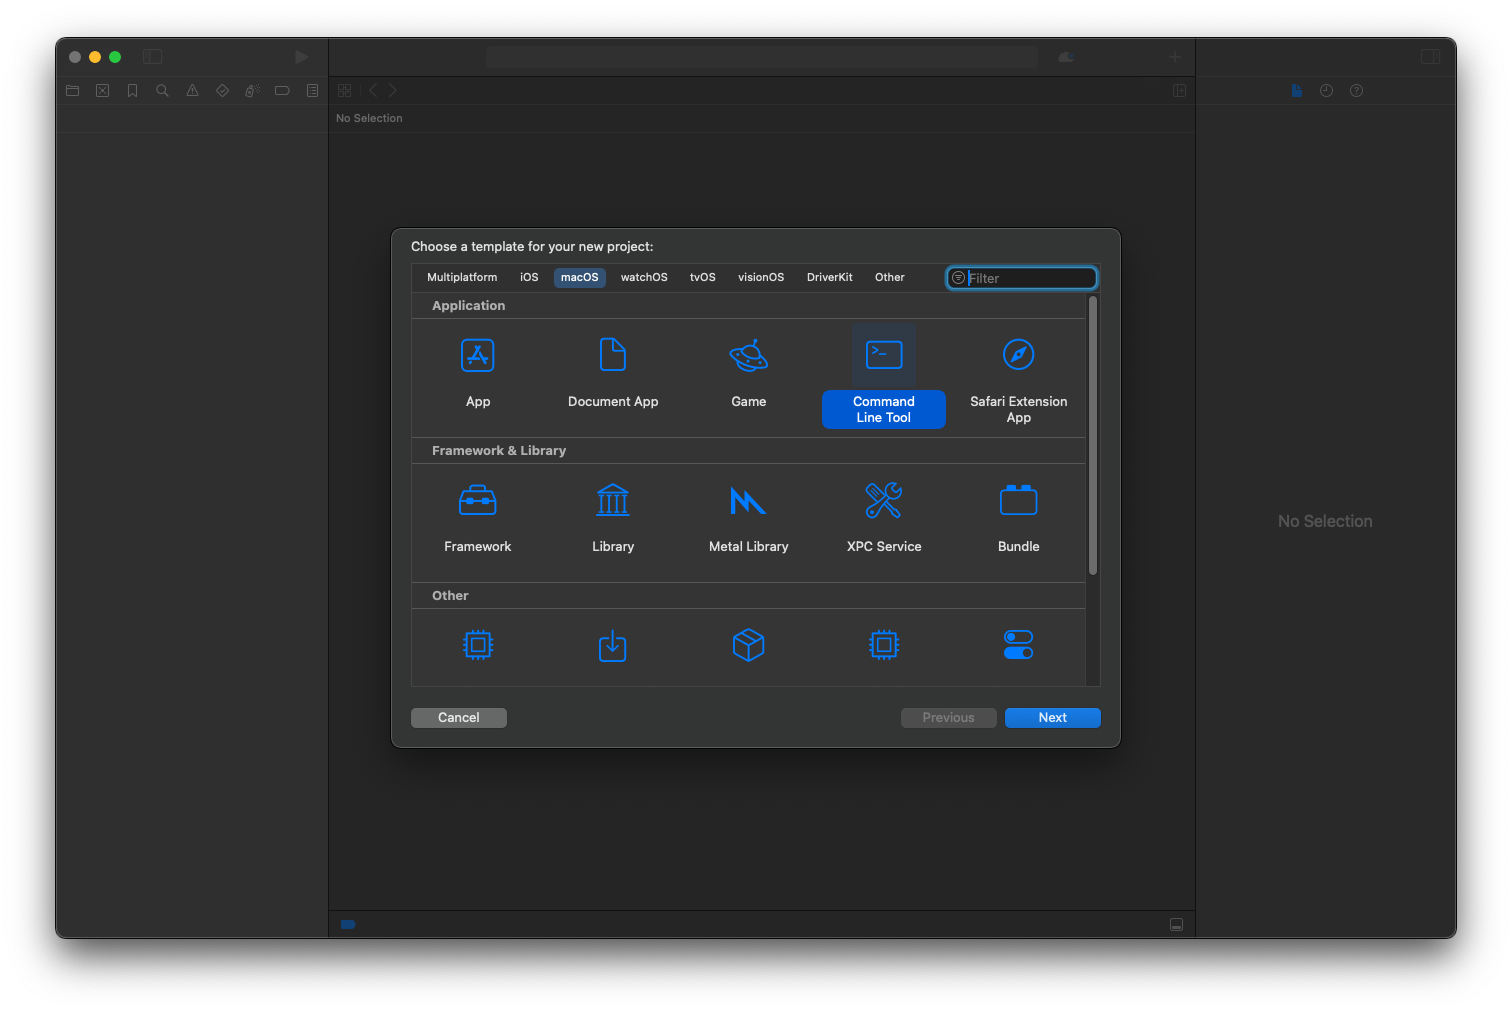 No Selection
Choose a template for your new project:
Multiplatform iOS macOS watchOS tvOS visionOS DriverKit Other Filter
Application
App Document App Game Command Line Tool Safari Extension App
Framework & Library
Framework Library Metal Library XPC Service Bundle
No Selection
Other
Cancel Previous Next